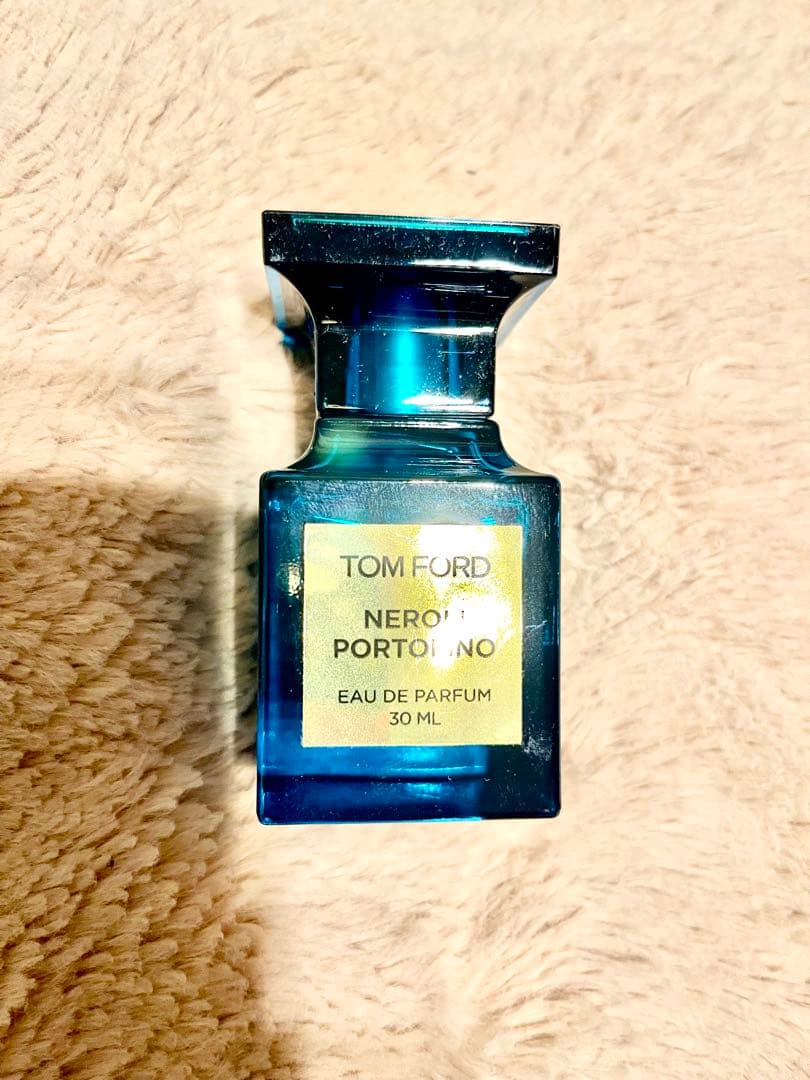 TOM FORD
NEROLI
PORTOFINO
EAU DE PARFUM
30 ML